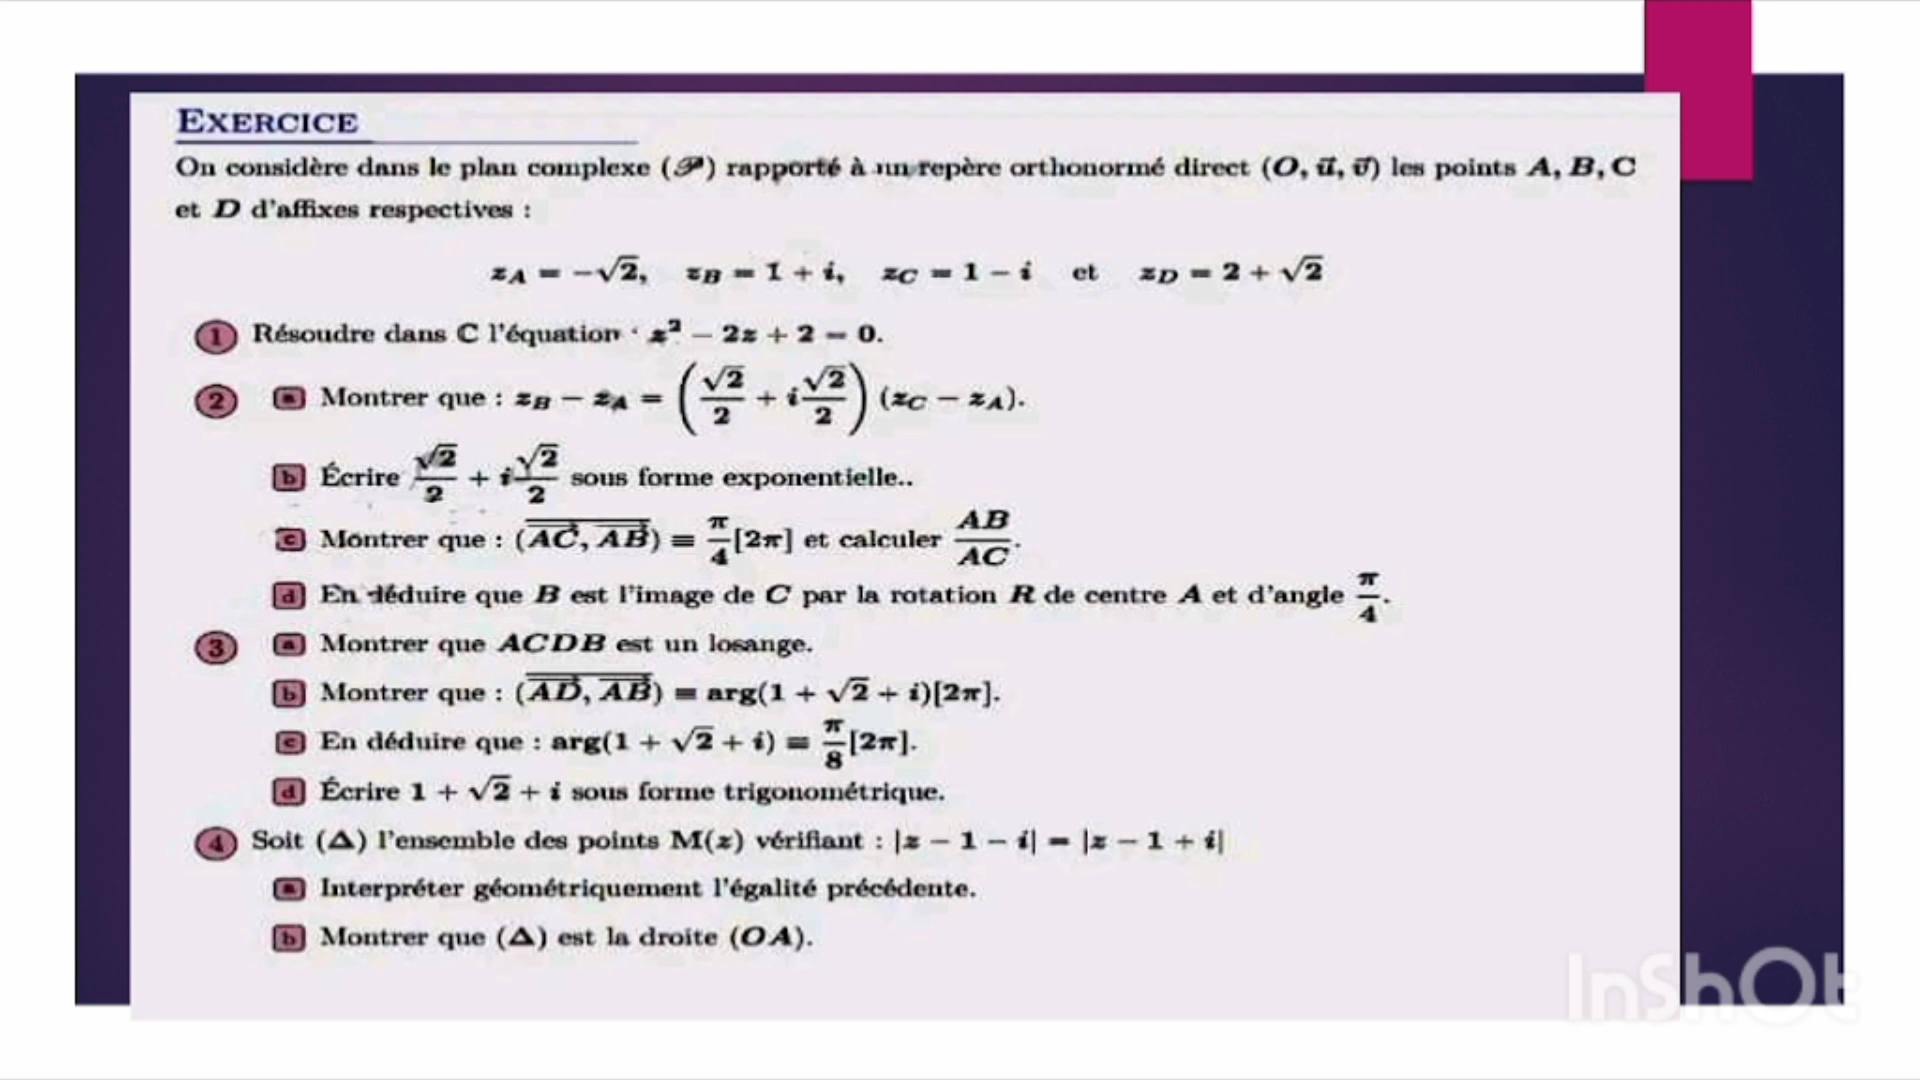 EXERCICE
On considère dans le plan complexe (𝒫) rapporté à un repère orthonormé direct (O, u⃗, v⃗) les points A, B, C
et D d'affixes respectives :
z_A = −√2, z_B = 1 + i, z_C = 1 − i et z_D = 2 + √2
1 Résoudre dans C l'équation : z² − 2z + 2 = 0.
2 a Montrer que : z_B − z_A = (√2/2 + i√2/2) (z_C − z_A).
b Écrire √2/2 + i√2/2 sous forme exponentielle..
c Montrer que : (AC⃗, AB⃗) ≡ π/4 [2π] et calculer AB/AC.
d En déduire que B est l'image de C par la rotation R de centre A et d'angle π/4.
3 a Montrer que ACDB est un losange.
b Montrer que : (AD⃗, AB⃗) ≡ arg(1 + √2 + i)[2π].
c En déduire que : arg(1 + √2 + i) ≡ π/8 [2π].
d Écrire 1 + √2 + i sous forme trigonométrique.
4 Soit (Δ) l'ensemble des points M(z) vérifiant : |z − 1 − i| = |z − 1 + i|
a Interpréter géométriquement l'égalité précédente.
b Montrer que (Δ) est la droite (OA).
InShOt